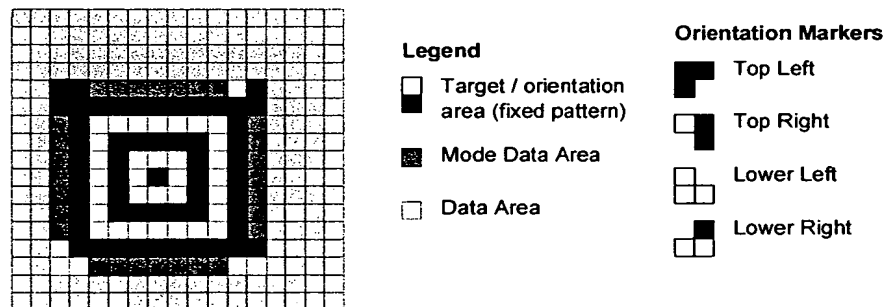 Legend
Target / orientation
area (fixed pattern)
Mode Data Area
Data Area
Orientation Markers
Top Left
Top Right
Lower Left
Lower Right